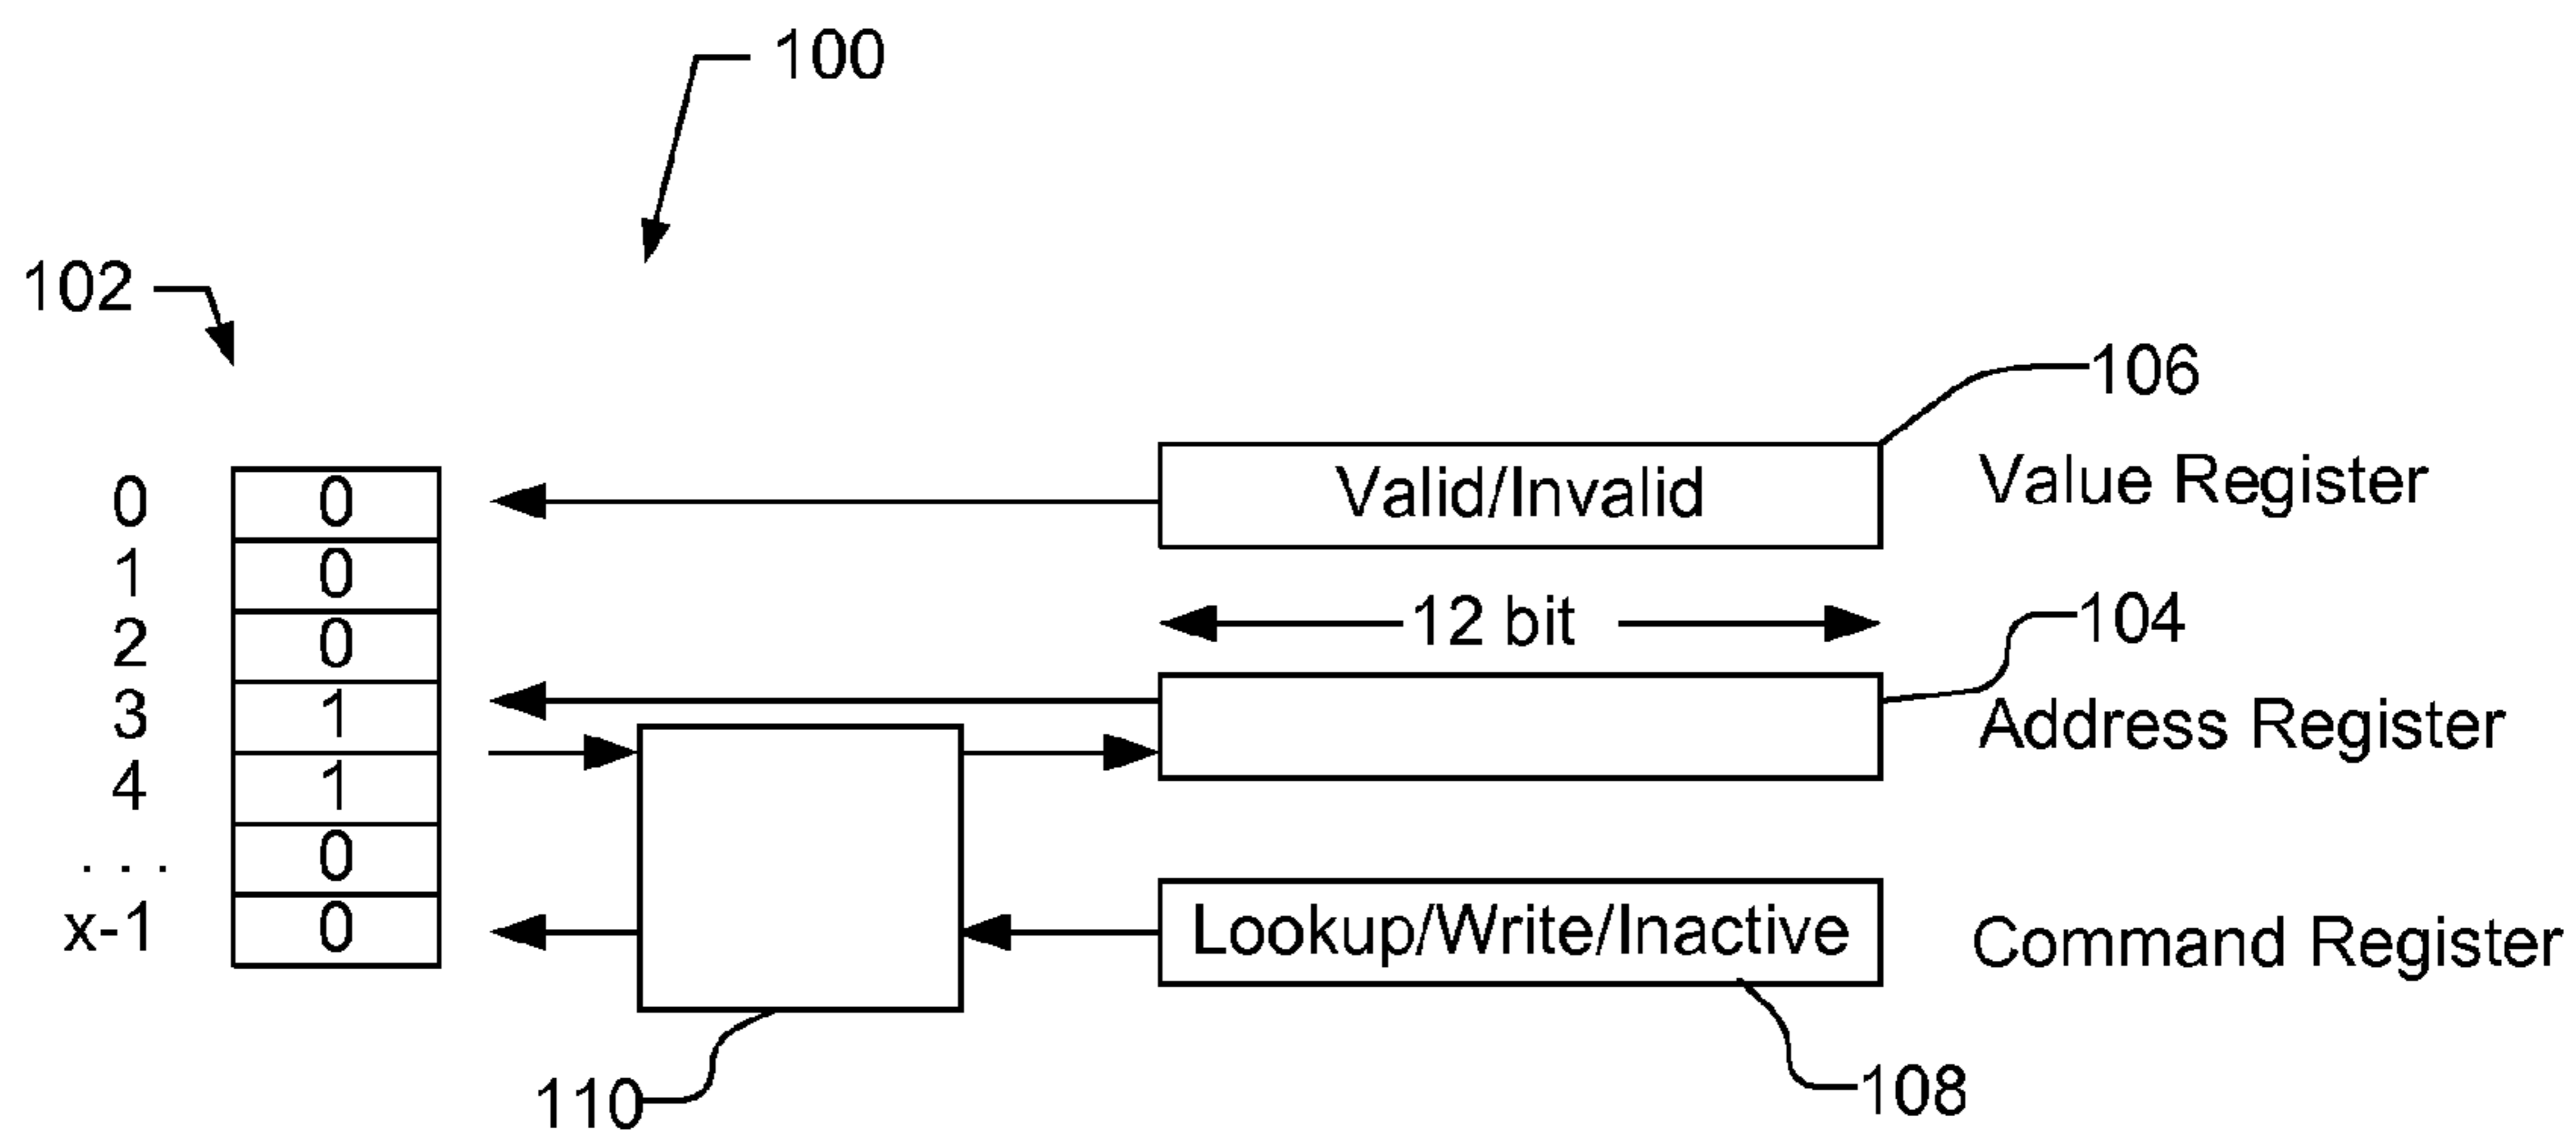 100
102
106
0 0 Valid/Invalid Value Register
1 0
2 0 12 bit 104
3 1 Address Register
4 1
. . . 0
x-1 0 Lookup/Write/Inactive Command Register
110 108